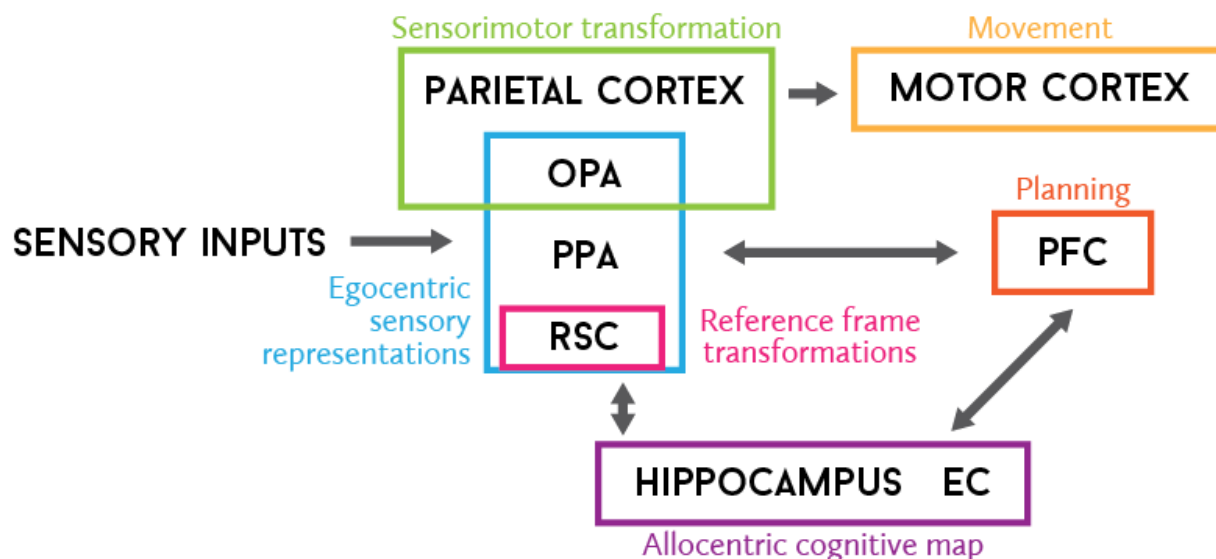 Sensorimotor transformation
Movement
PARIETAL CORTEX
MOTOR CORTEX
OPA
Planning
SENSORY INPUTS
PPA
PFC
Egocentric
sensory
representations
RSC
Reference frame
transformations
HIPPOCAMPUS EC
Allocentric cognitive map